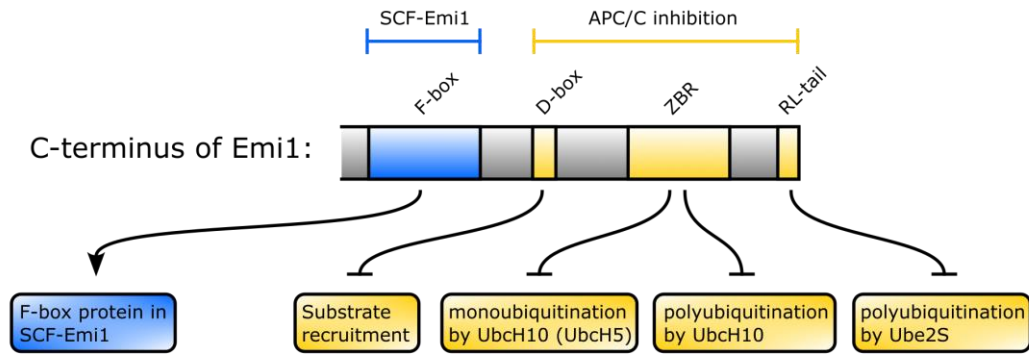 SCF-Emi1
APC/C inhibition
F-box
D-box
ZBR
RL-tail
C-terminus of Emi1:
F-box protein in
SCF-Emi1
Substrate
recruitment
monoubiquitination
by UbcH10 (UbcH5)
polyubiquitination
by UbcH10
polyubiquitination
by Ube2S